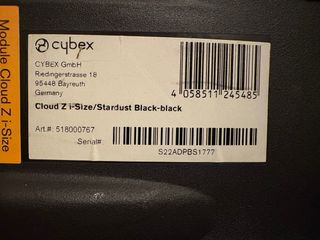 Module Cloud Z i-Size
cybex
CYBEX GmbH
Riedingerstrasse 18
95448 Bayreuth
Germany
4 058511 245485
Cloud Z i-Size/Stardust Black-black
Art.#: 518000767
Serial#:
S22ADPBS1777